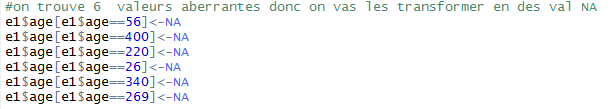 #on trouve 6  valeurs aberrantes donc on vas les transformer en des val NA
e1$age[e1$age==56]<-NA
e1$age[e1$age==400]<-NA
e1$age[e1$age==220]<-NA
e1$age[e1$age==26]<-NA
e1$age[e1$age==340]<-NA
e1$age[e1$age==269]<-NA